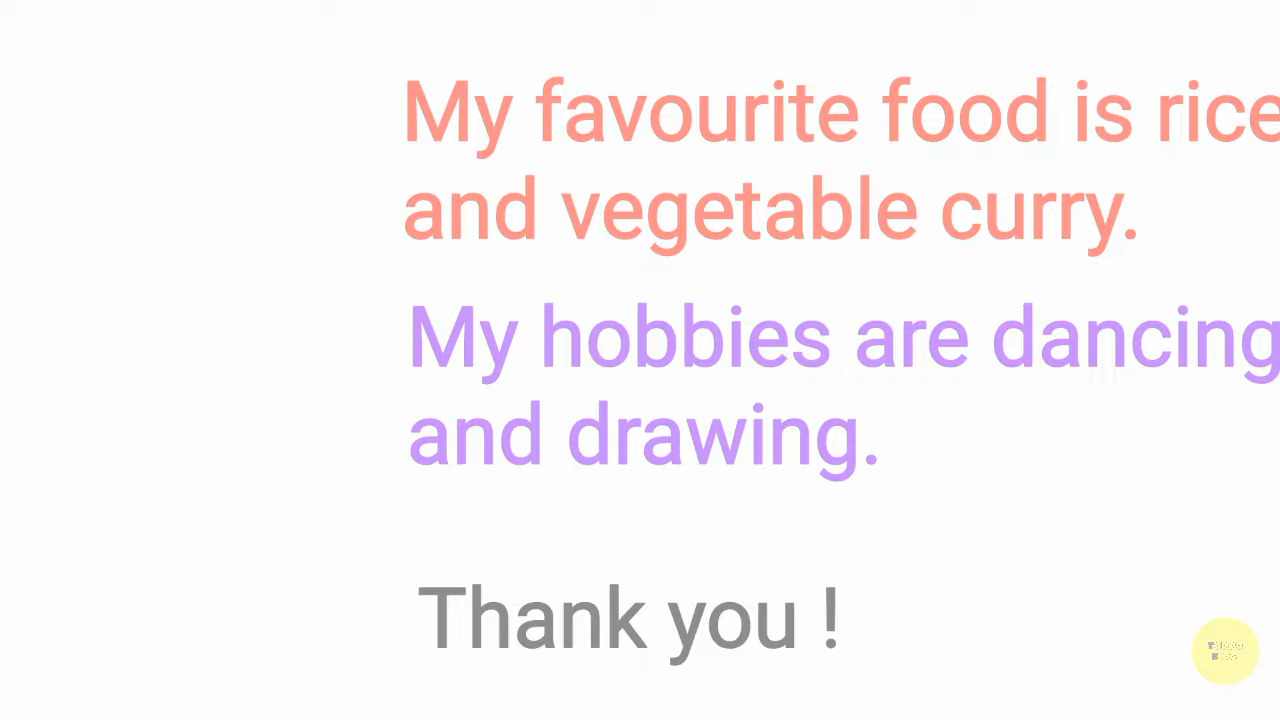 My favourite food is rice
and vegetable curry.
My hobbies are dancing
and drawing.
Thank you !